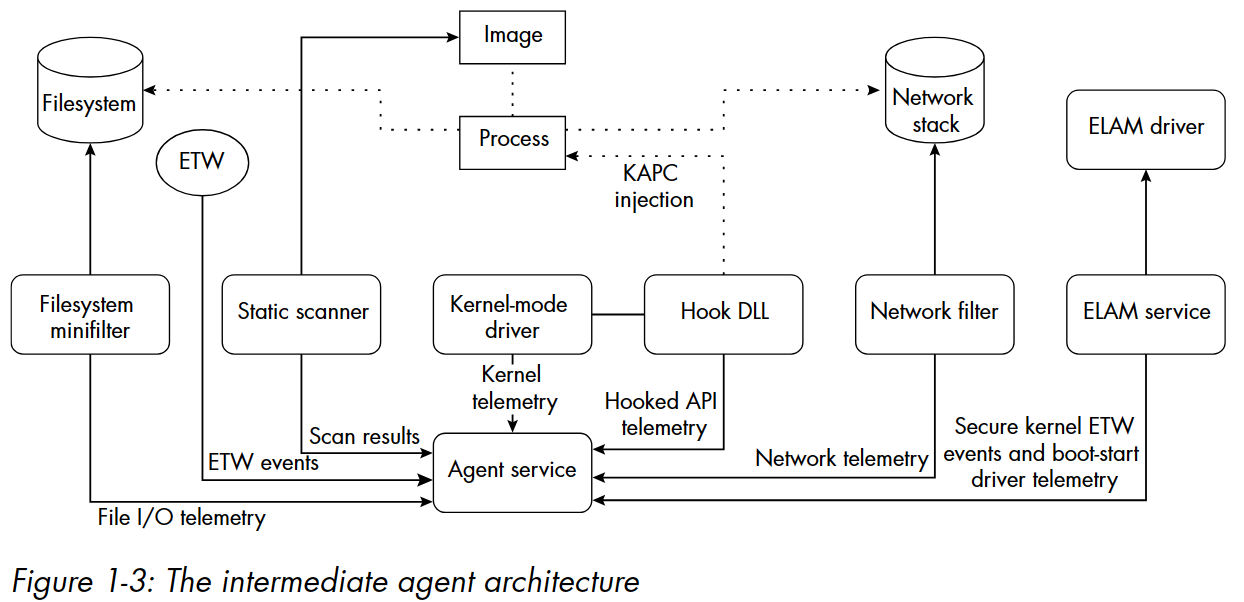 Image
Filesystem
Network
stack
ELAM driver
Process
ETW
KAPC
injection
Filesystem
minifilter
Static scanner
Kernel-mode
driver
Hook DLL
Network filter
ELAM service
Kernel
telemetry
Hooked API
telemetry
Scan results
ETW events
Agent service
Network telemetry
Secure kernel ETW
events and boot-start
driver telemetry
File I/O telemetry
Figure 1-3: The intermediate agent architecture